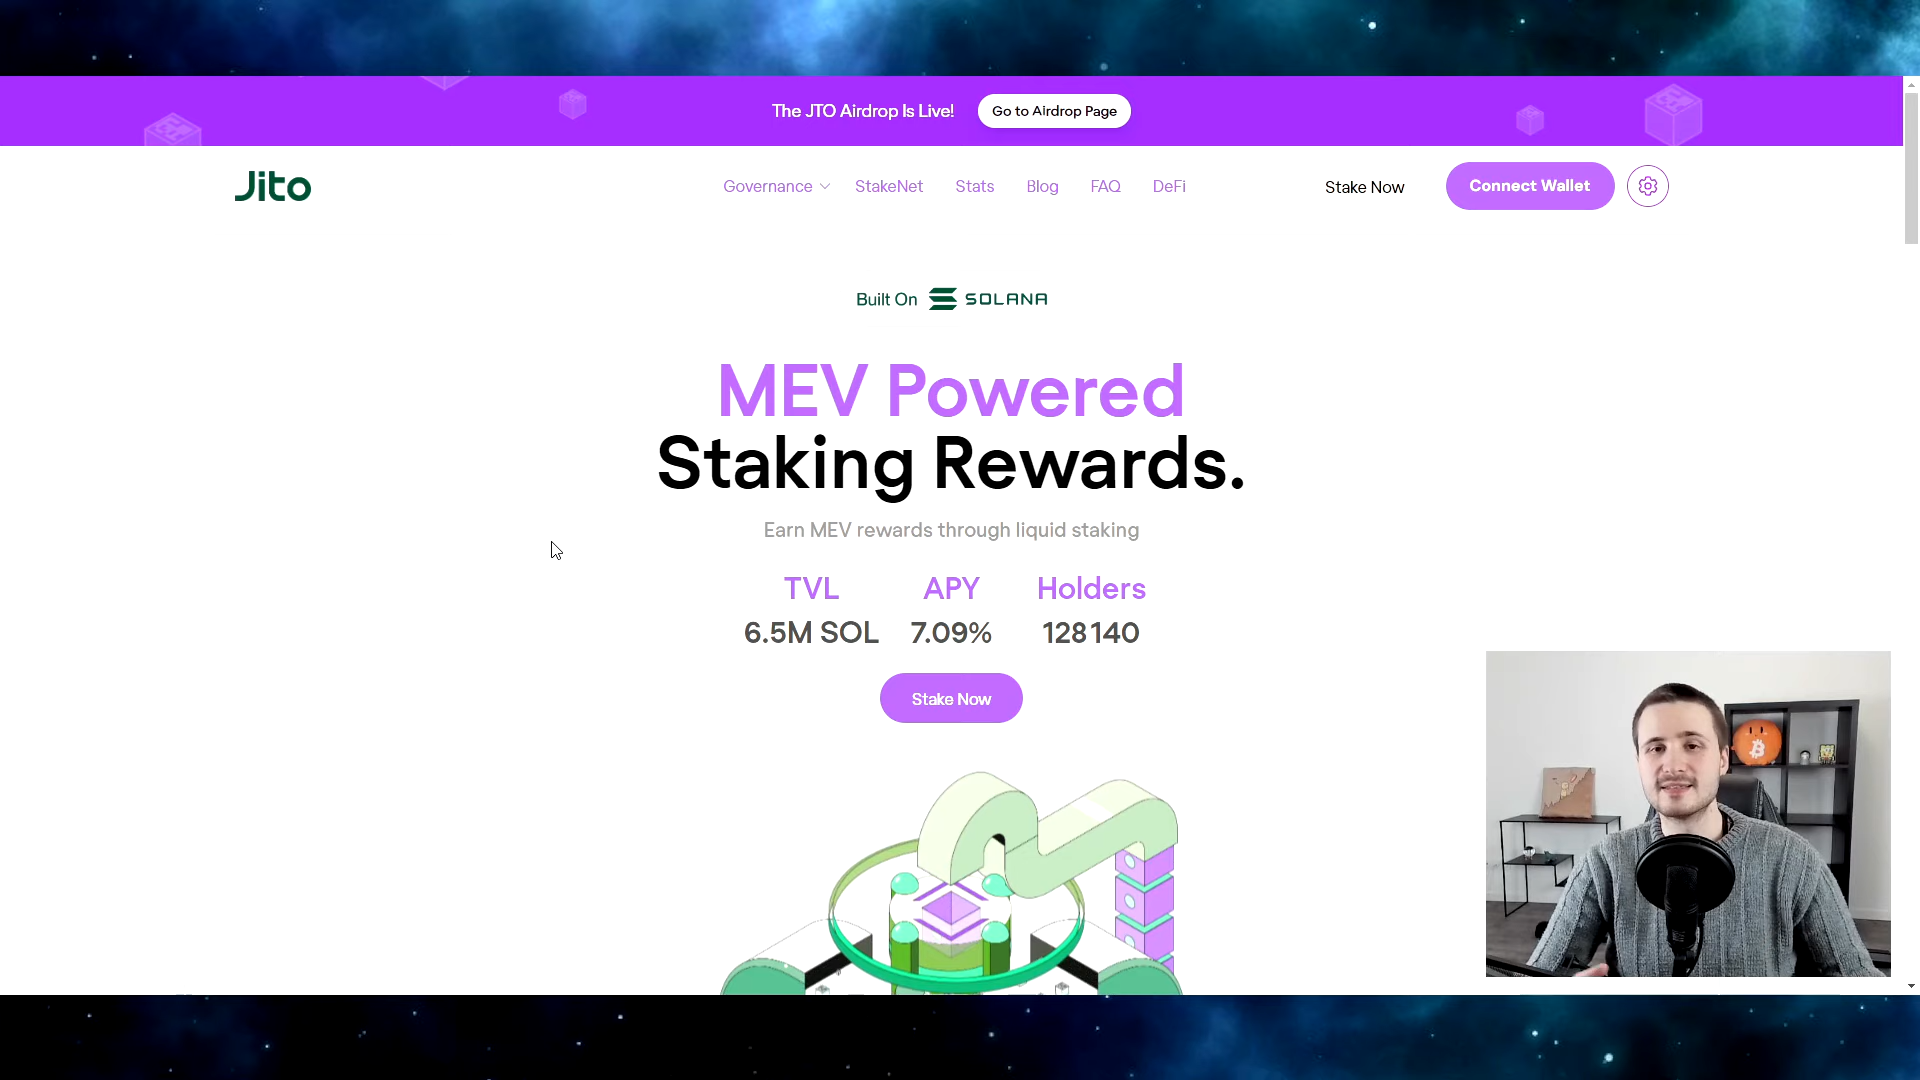 The JTO Airdrop Is Live! Go to Airdrop Page
Jito Governance StakeNet Stats Blog FAQ DeFi Stake Now Connect Wallet
Built On SOLANA
MEV Powered
Staking Rewards.
Earn MEV rewards through liquid staking
TVL APY Holders
6.5M SOL 7.09% 128140
Stake Now